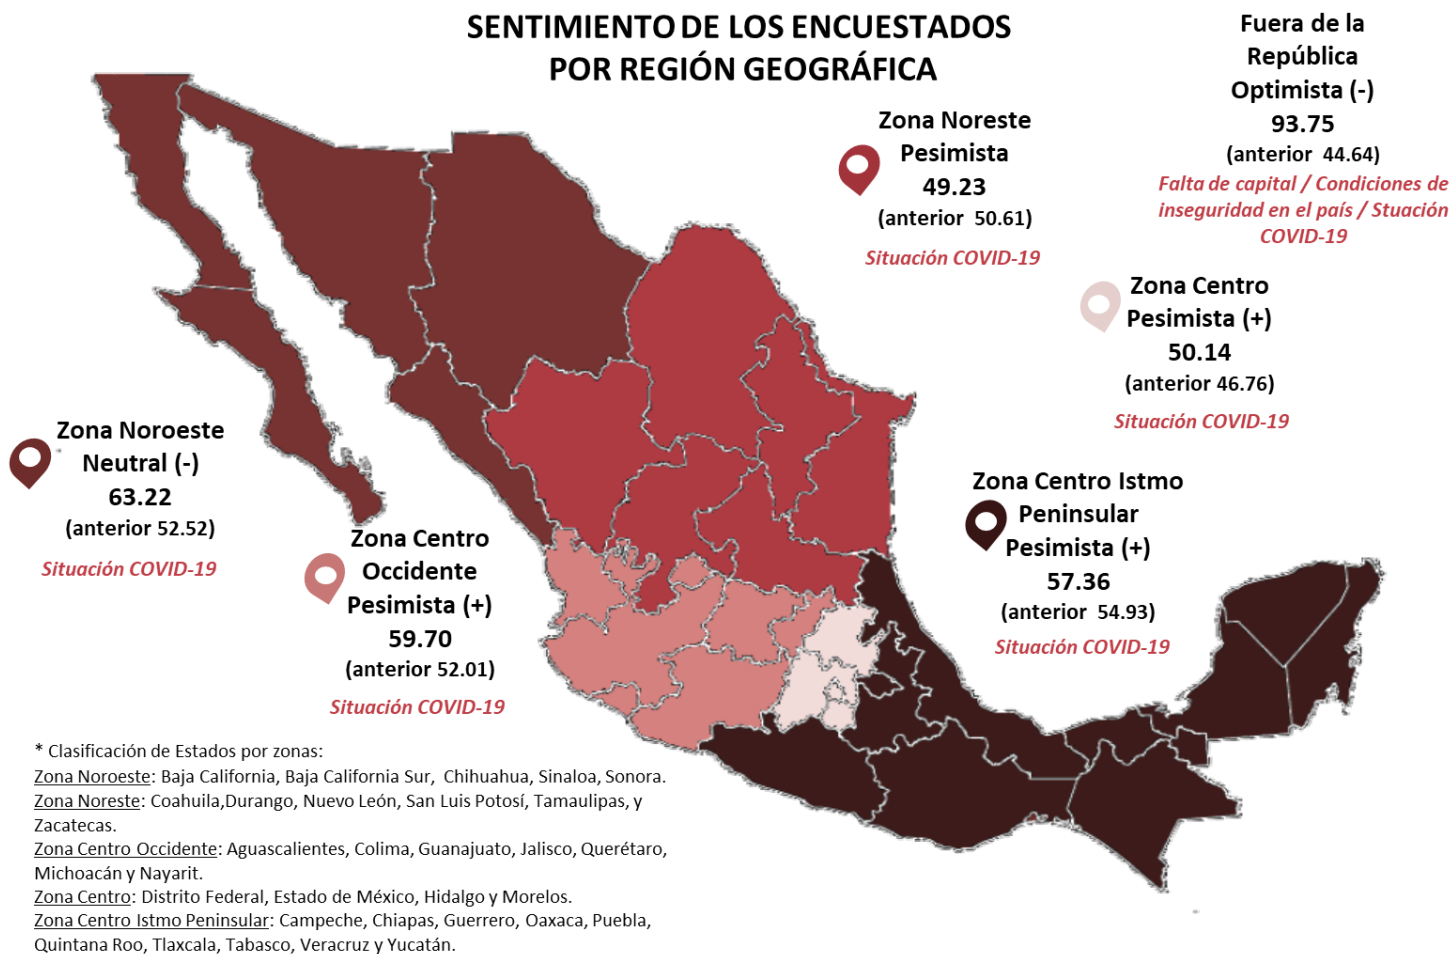 SENTIMIENTO DE LOS ENCUESTADOS
POR REGIÓN GEOGRÁFICA
Fuera de la
República
Optimista (-)
93.75
(anterior 44.64)
Falta de capital / Condiciones de
inseguridad en el país / Stuación
COVID-19
Zona Noreste
Pesimista
49.23
(anterior 50.61)
Situación COVID-19
Zona Centro
Pesimista (+)
50.14
(anterior 46.76)
Situación COVID-19
Zona Noroeste
Neutral (-)
63.22
(anterior 52.52)
Situación COVID-19
Zona Centro
Occidente
Pesimista (+)
59.70
(anterior 52.01)
Situación COVID-19
Zona Centro Istmo
Peninsular
Pesimista (+)
57.36
(anterior 54.93)
Situación COVID-19
* Clasificación de Estados por zonas:
Zona Noroeste: Baja California, Baja California Sur, Chihuahua, Sinaloa, Sonora.
Zona Noreste: Coahuila,Durango, Nuevo León, San Luis Potosí, Tamaulipas, y
Zacatecas.
Zona Centro Occidente: Aguascalientes, Colima, Guanajuato, Jalisco, Querétaro,
Michoacán y Nayarit.
Zona Centro: Distrito Federal, Estado de México, Hidalgo y Morelos.
Zona Centro Istmo Peninsular: Campeche, Chiapas, Guerrero, Oaxaca, Puebla,
Quintana Roo, Tlaxcala, Tabasco, Veracruz y Yucatán.